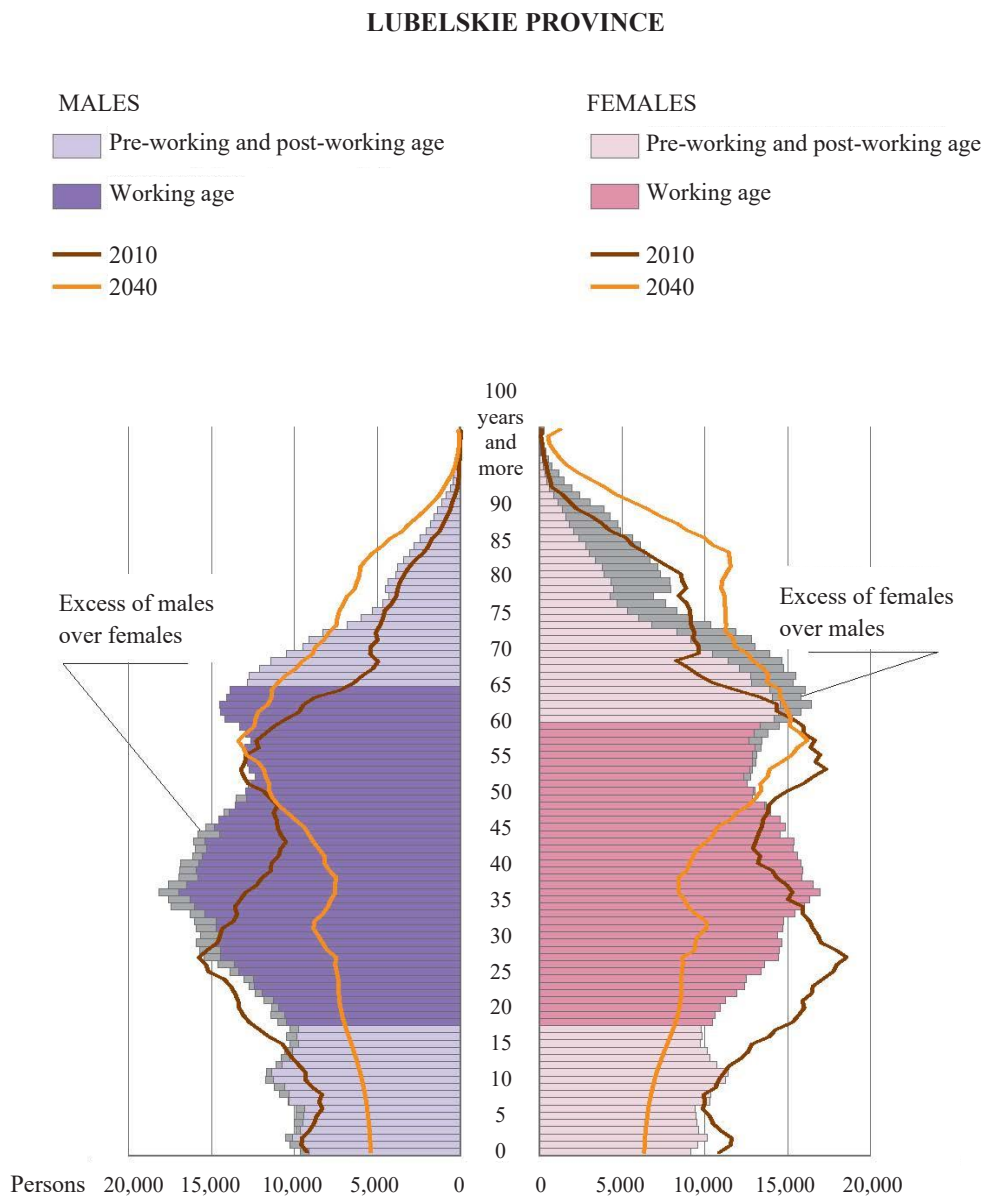 LUBELSKIE PROVINCE
MALES
Pre-working and post-working age
Working age
2010
2040
FEMALES
Pre-working and post-working age
Working age
2010
2040
100
years
and
more
90
85
80
75
70
65
60
55
50
45
40
35
30
25
20
15
10
5
0
Excess of males
over females
Excess of females
over males
Persons 20,000 15,000 10,000 5,000 0 0 5,000 10,000 15,000 20,000